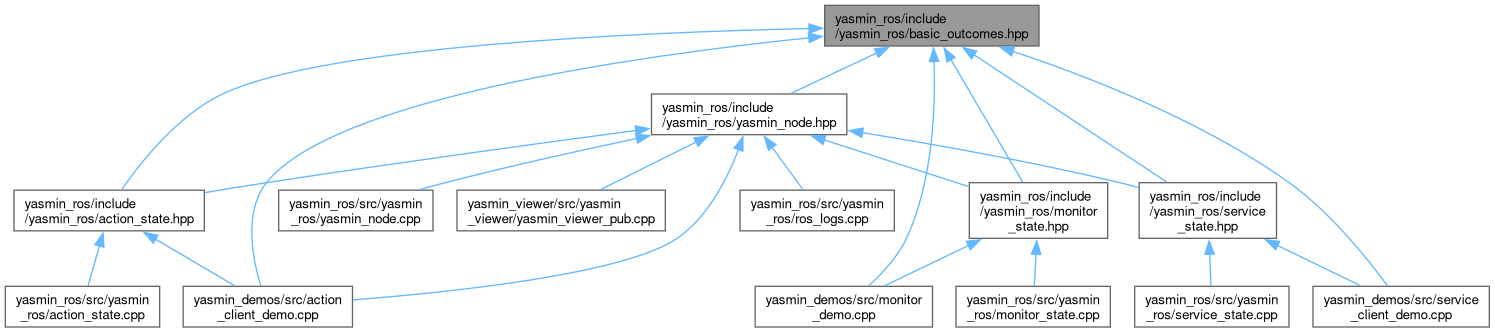 yasmin_ros/include
/yasmin_ros/basic_outcomes.hpp
yasmin_ros/include
/yasmin_ros/yasmin_node.hpp
yasmin_ros/include
/yasmin_ros/action_state.hpp
yasmin_ros/src/yasmin
_ros/yasmin_node.cpp
yasmin_viewer/src/yasmin
_viewer/yasmin_viewer_pub.cpp
yasmin_ros/src/yasmin
_ros/ros_logs.cpp
yasmin_ros/include
/yasmin_ros/monitor
_state.hpp
yasmin_ros/include
/yasmin_ros/service
_state.hpp
yasmin_ros/src/yasmin
_ros/action_state.cpp
yasmin_demos/src/action
_client_demo.cpp
yasmin_demos/src/monitor
_demo.cpp
yasmin_ros/src/yasmin
_ros/monitor_state.cpp
yasmin_ros/src/yasmin
_ros/service_state.cpp
yasmin_demos/src/service
_client_demo.cpp